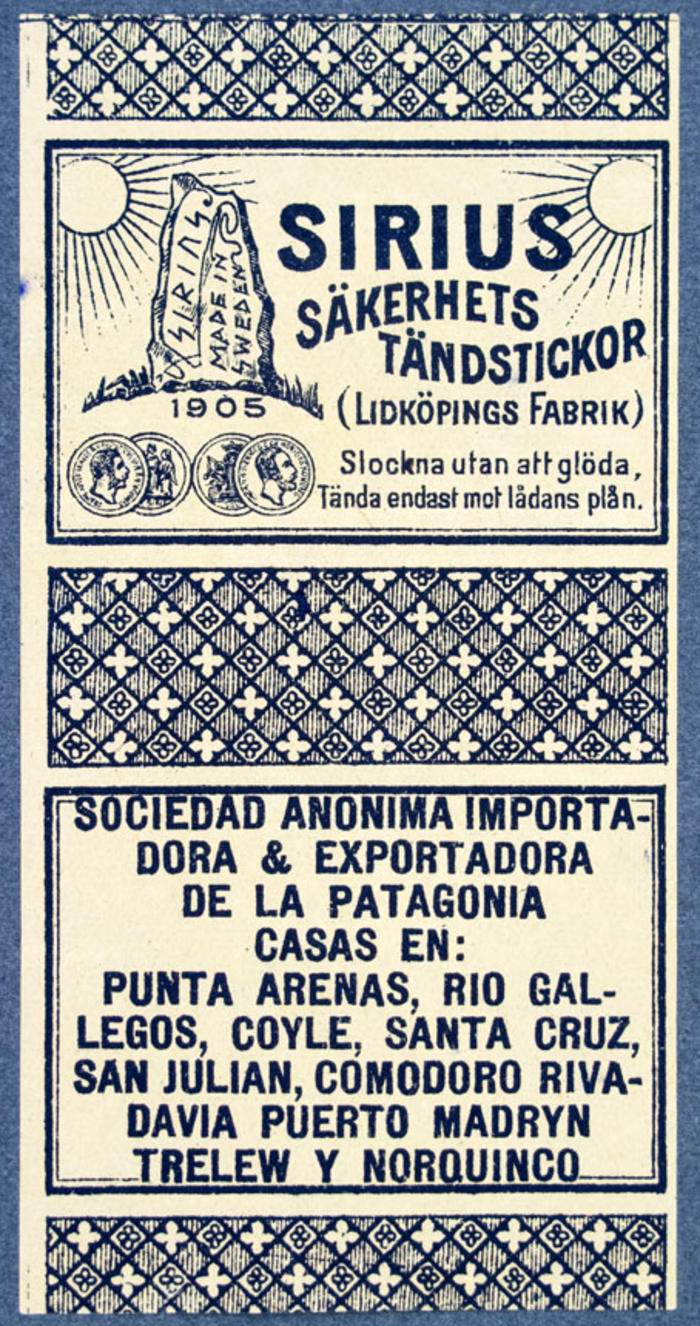 SIRIUS
MADE IN
SWEDEN
1905
SIRIUS
SÄKERHETS
TÄNDSTICKOR
(LIDKÖPINGS FABRIK)
Slockna utan att glöda,
Tända endast mot lådans plån.
SOCIEDAD ANONIMA IMPORTA-
DORA & EXPORTADORA
DE LA PATAGONIA
CASAS EN:
PUNTA ARENAS, RIO GAL-
LEGOS, COYLE, SANTA CRUZ,
SAN JULIAN, COMODORO RIVA-
DAVIA PUERTO MADRYN
TRELEW Y NORQUINCO